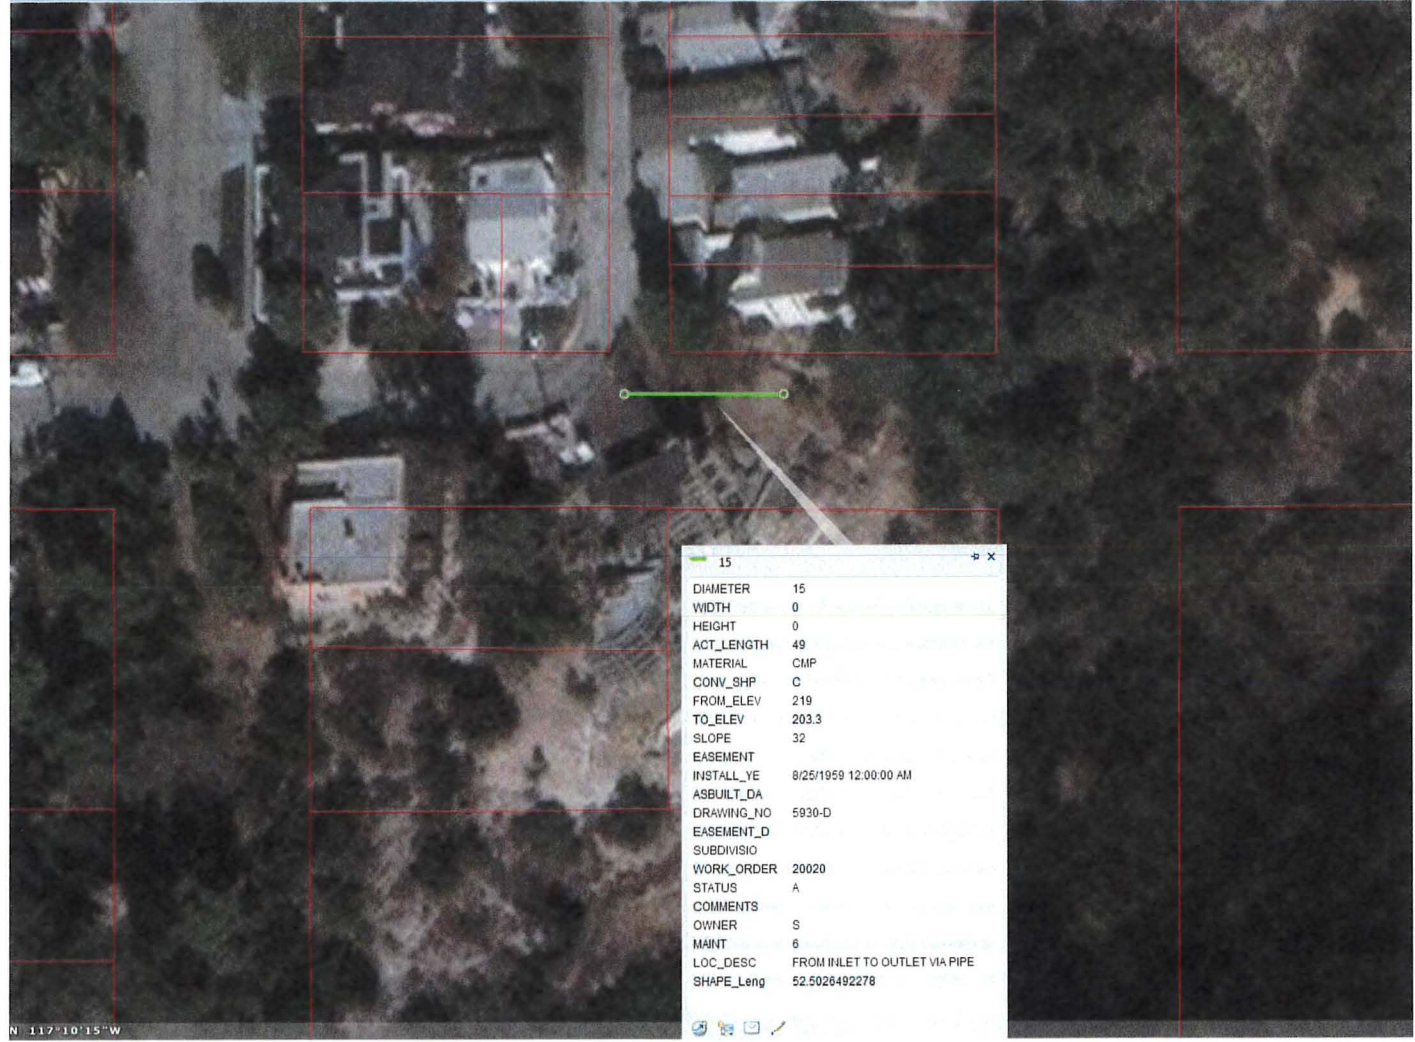 15
DIAMETER 15
WIDTH 0
HEIGHT 0
ACT_LENGTH 49
MATERIAL CMP
CONV_SHP C
FROM_ELEV 219
TO_ELEV 203.3
SLOPE 32
EASEMENT
INSTALL_YE 8/25/1959 12:00:00 AM
ASBUILT_DA
DRAWING_NO 5930-D
EASEMENT_D
SUBDIVISIO
WORK_ORDER 20020
STATUS A
COMMENTS
OWNER S
MAINT 6
LOC_DESC FROM INLET TO OUTLET VIA PIPE
SHAPE_Leng 52.5026492278
N 117°10'15"W